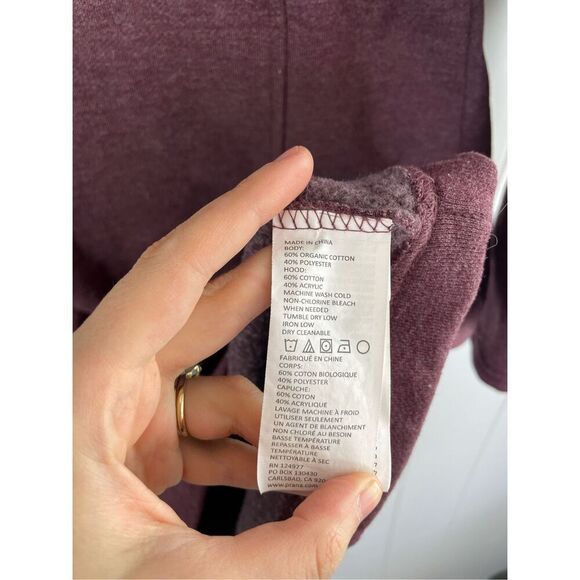 MADE IN CHINA
BODY:
60% ORGANIC COTTON
40% POLYESTER
HOOD:
60% COTTON
40% ACRYLIC
MACHINE WASH COLD
NON-CHLORINE BLEACH
WHEN NEEDED
TUMBLE DRY LOW
IRON LOW
DRY CLEANABLE
FABRIQUÉ EN CHINE
CORPS:
60% COTON BIOLOGIQUE
40% POLYESTER
CAPUCHE:
60% COTON
40% ACRYLIQUE
LAVAGE MACHINE À FROID
UTILISER SEULEMENT
UN AGENT DE BLANCHIMENT
NON CHLORÉ AU BESOIN
BASSE TEMPÉRATURE
REPASSER À BASSE
TEMPÉRATURE
NETTOYABLE À SEC
RN 124927
PO BOX 130430
CARLSBAD, CA 920
www.prana.com